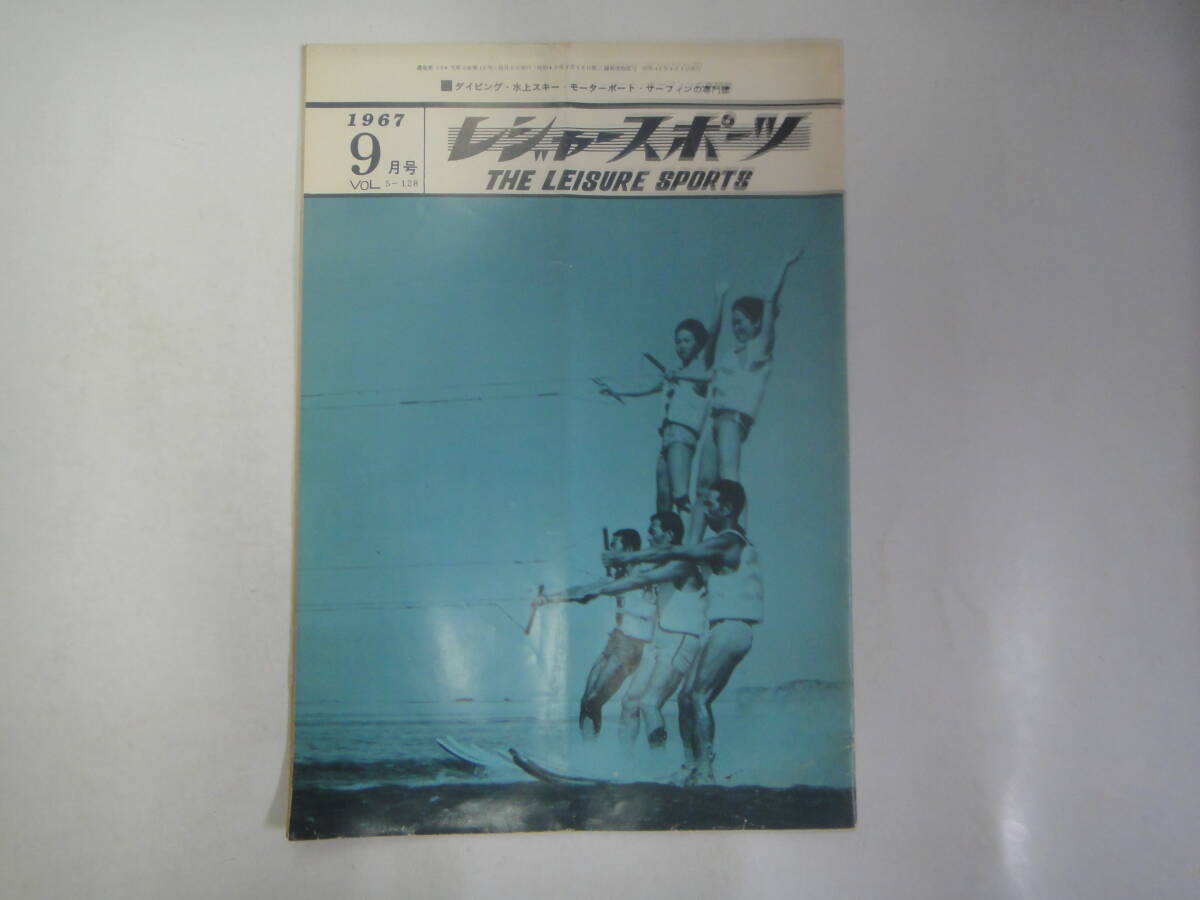 ■ダイビング・水上スキー・モーターボート・サーフィンの専門誌
1967
9月号
VOL 5-128
レジャースポーツ
THE LEISURE SPORTS